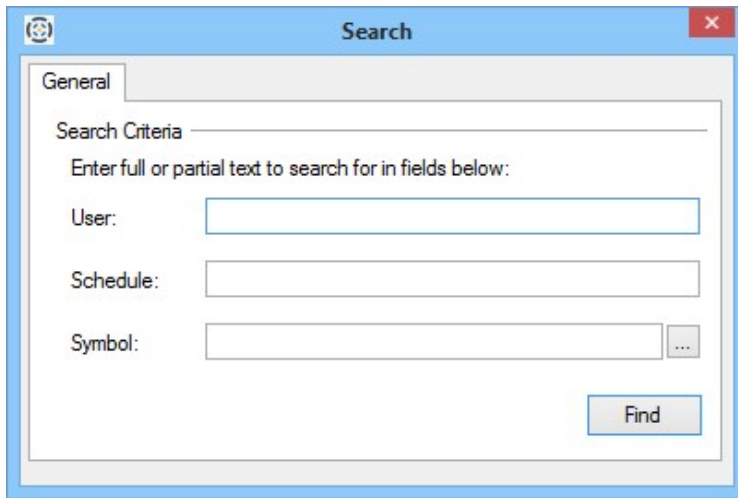 Search
General
Search Criteria
Enter full or partial text to search for in fields below:
User:
Schedule:
Symbol:
...
Find